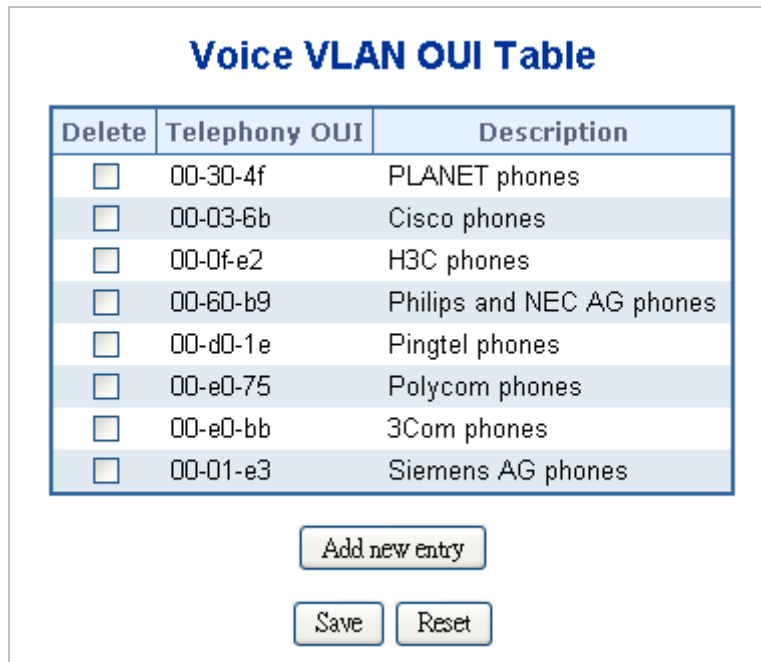 Voice VLAN OUI Table
Delete Telephony OUI Description
00-30-4f PLANET phones
00-03-6b Cisco phones
00-0f-e2 H3C phones
00-60-b9 Philips and NEC AG phones
00-d0-1e Pingtel phones
00-e0-75 Polycom phones
00-e0-bb 3Com phones
00-01-e3 Siemens AG phones
Add new entry
Save Reset